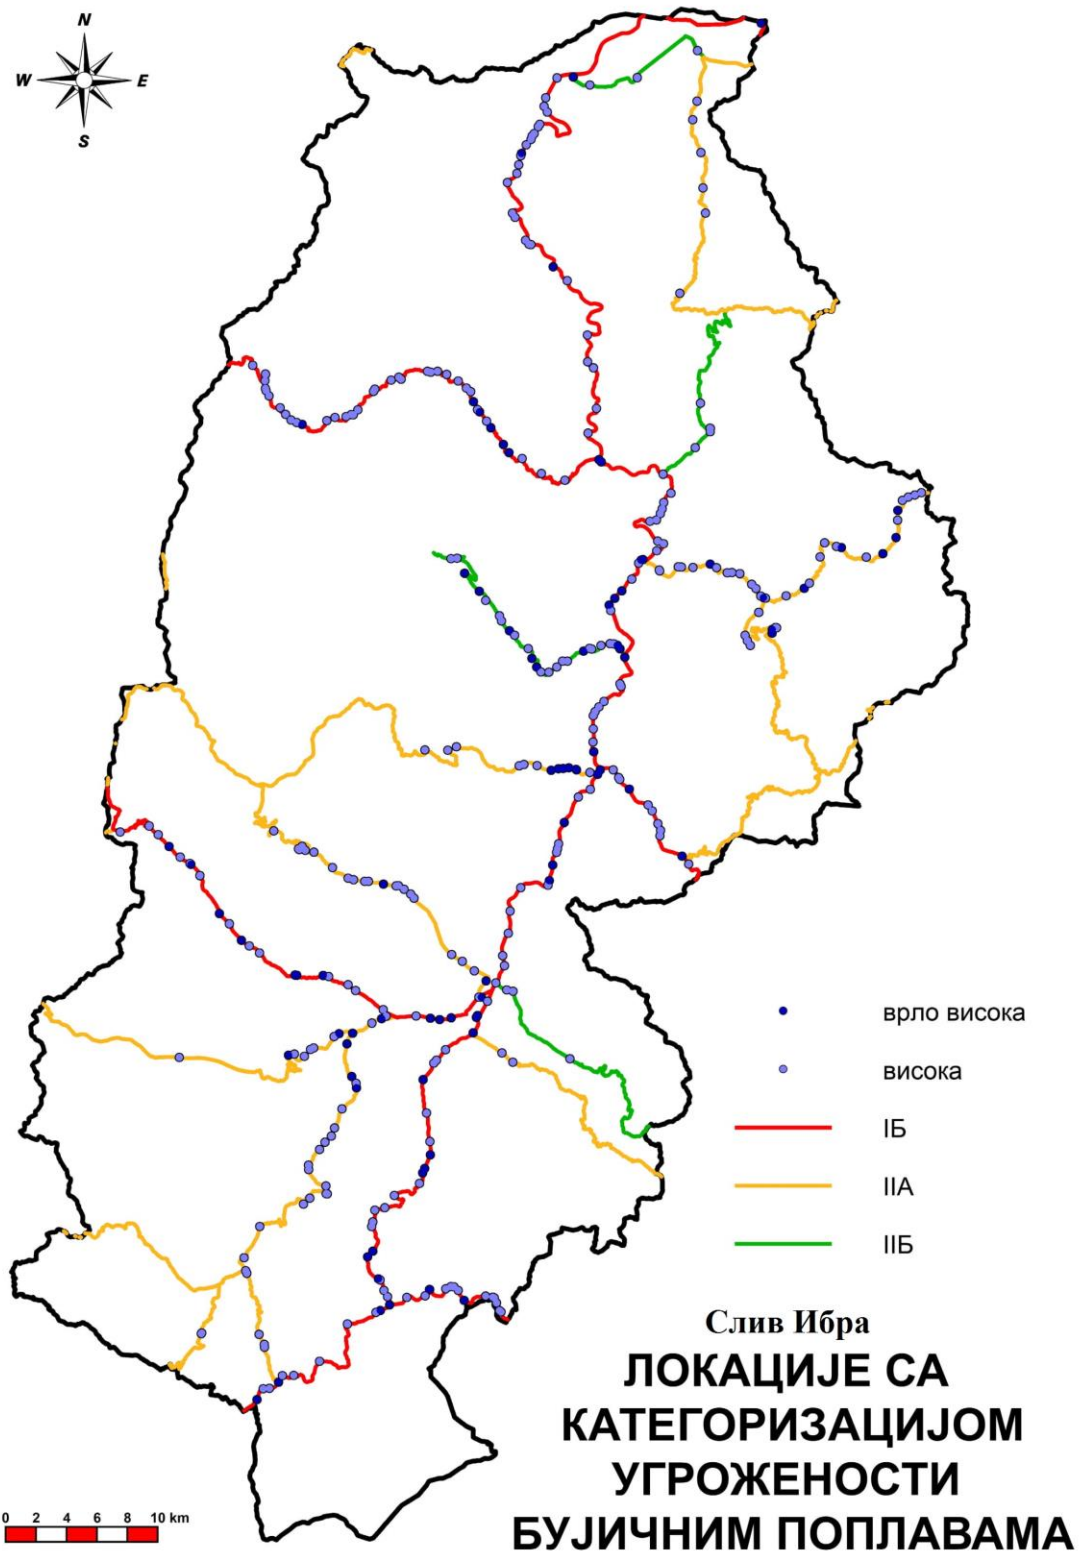 N
W E
S
врло висока
висока
IБ
IIА
IIБ
Слив Ибра
ЛОКАЦИЈЕ СА
КАТЕГОРИЗАЦИЈОМ
УГРОЖЕНОСТИ
БУЈИЧНИМ ПОПЛАВАМА
0 2 4 6 8 10 km